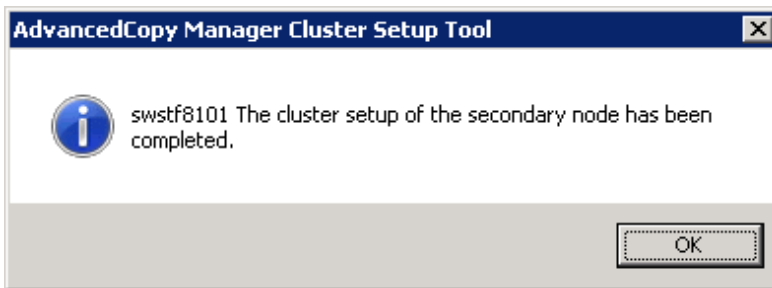 AdvancedCopy Manager Cluster Setup Tool
swstf8101 The cluster setup of the secondary node has been
completed.
OK